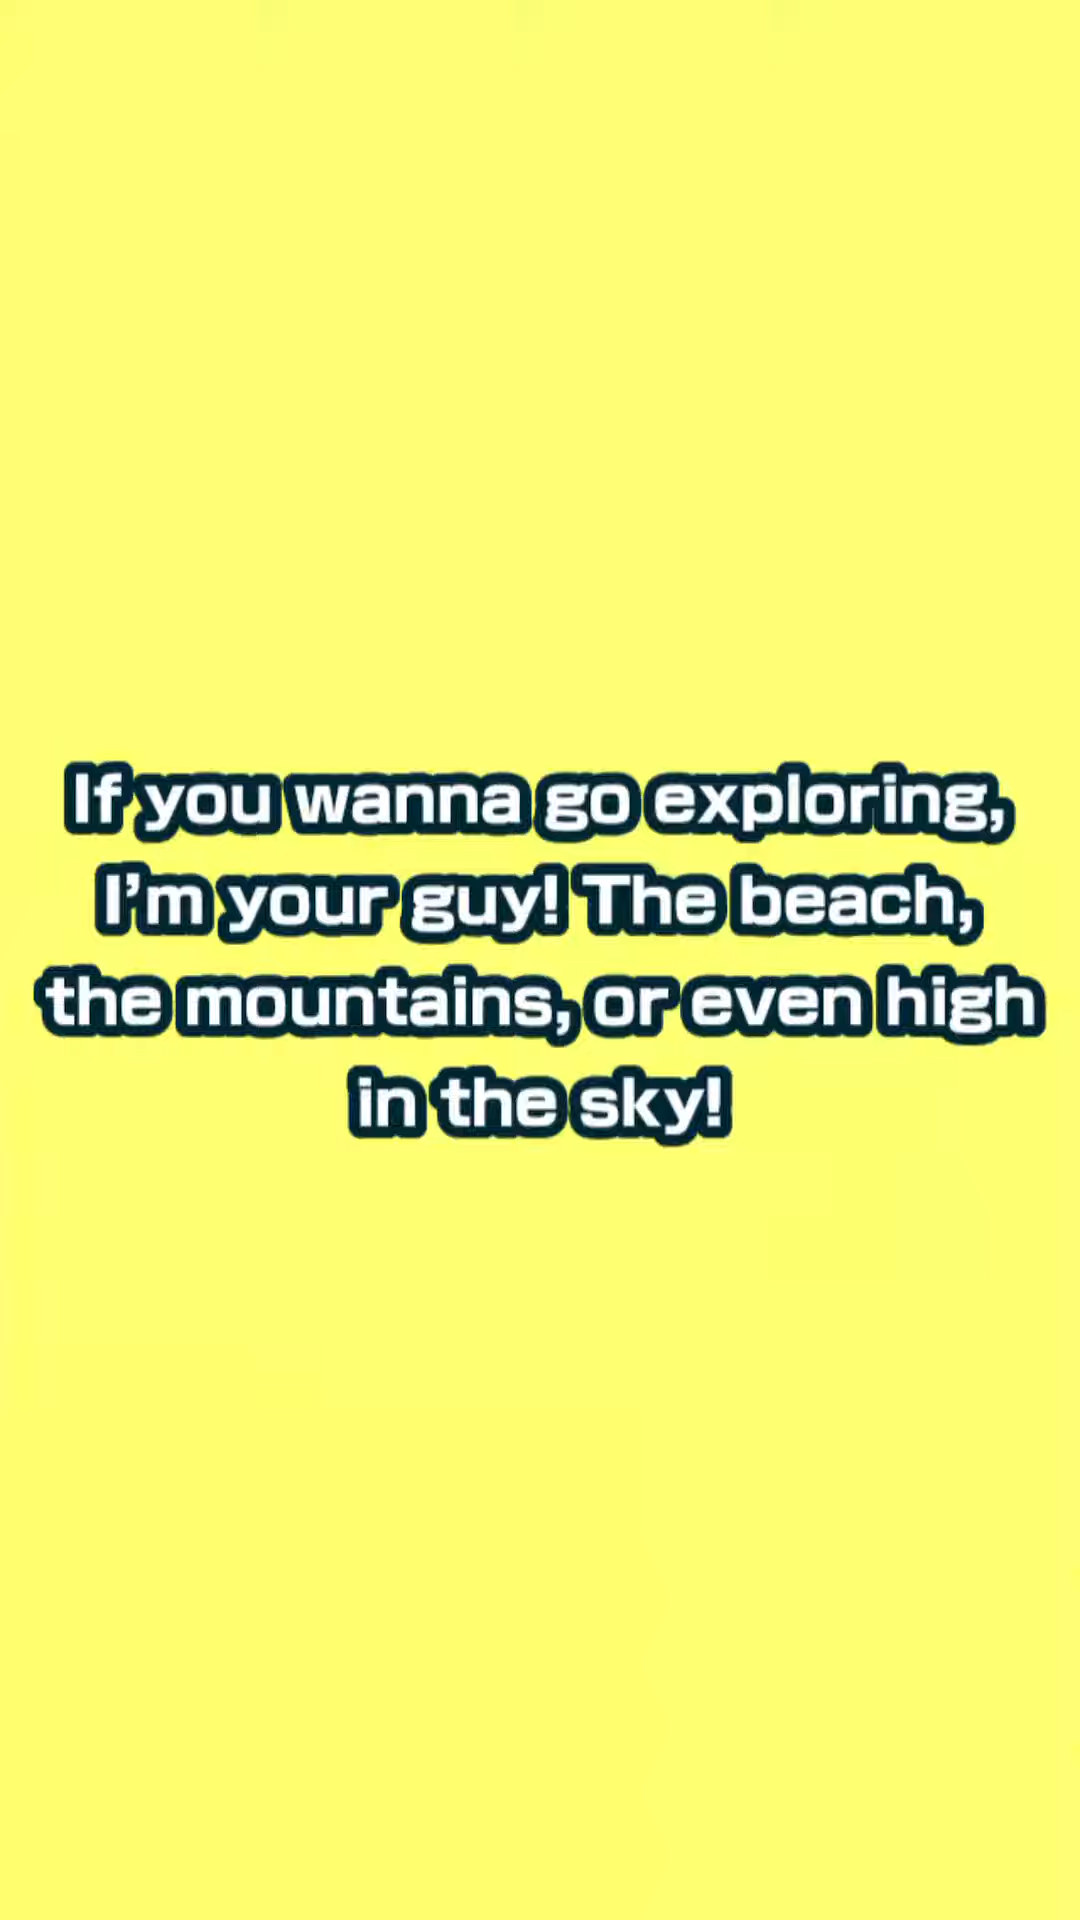 If you wanna go exploring,
I’m your guy! The beach,
the mountains, or even high
in the sky!